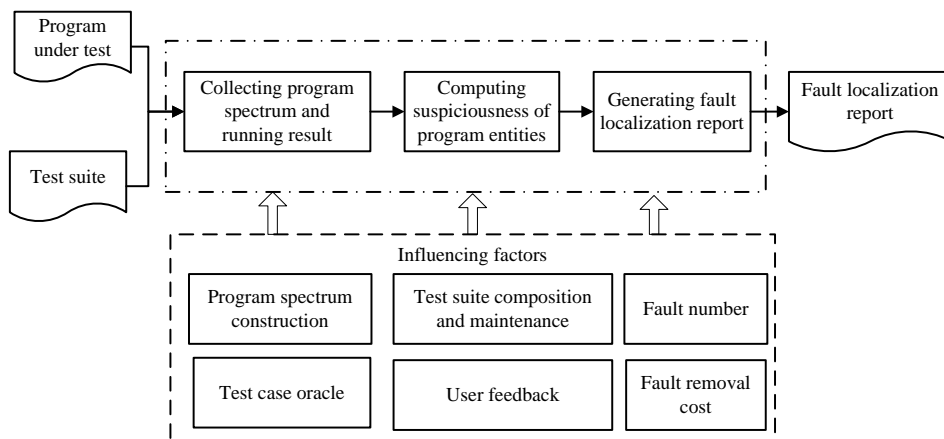 Program
under test
Test suite
Collecting program
spectrum and
running result
Computing
suspiciousness of
program entities
Generating fault
localization report
Fault localization
report
Influencing factors
Program spectrum
construction
Test suite composition
and maintenance
Fault number
Test case oracle
User feedback
Fault removal
cost